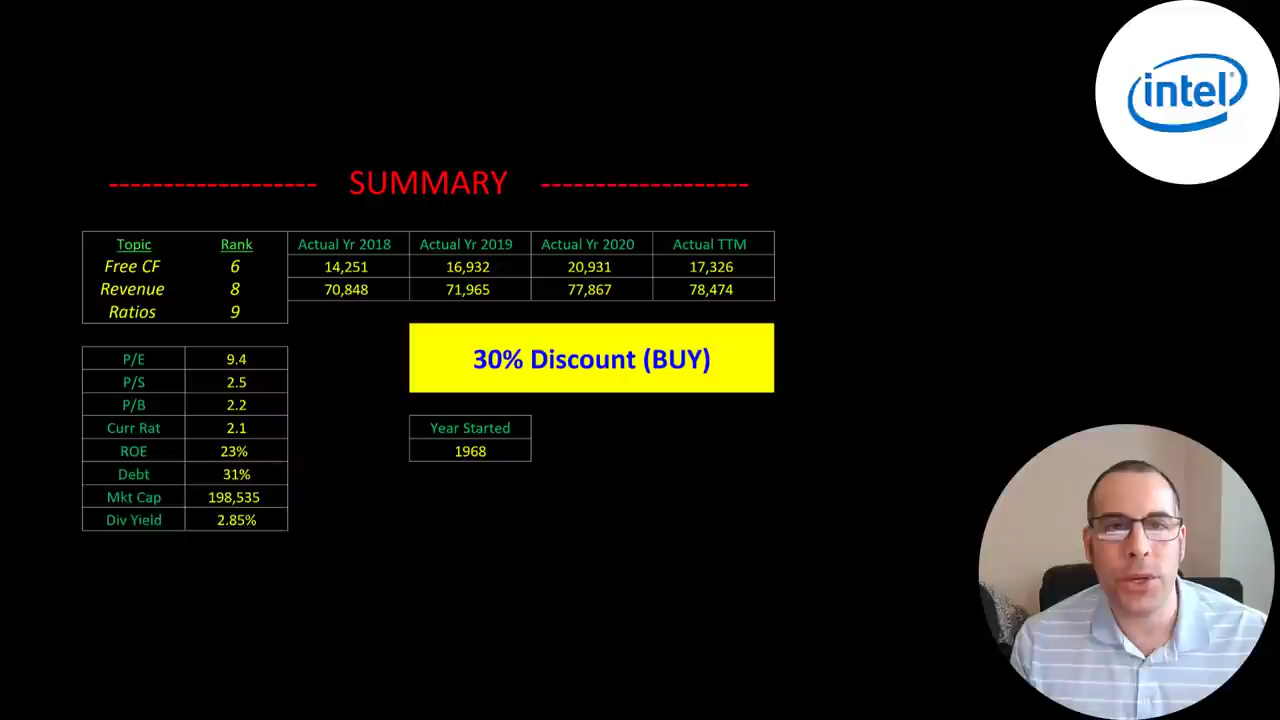 intel
------------------- SUMMARY -------------------
Topic Rank Actual Yr 2018 Actual Yr 2019 Actual Yr 2020 Actual TTM
Free CF 6 14,251 16,932 20,931 17,326
Revenue 8 70,848 71,965 77,867 78,474
Ratios 9
30% Discount (BUY)
P/E 9.4
P/S 2.5
P/B 2.2
Curr Rat 2.1
ROE 23%
Debt 31%
Mkt Cap 198,535
Div Yield 2.85%
Year Started
1968